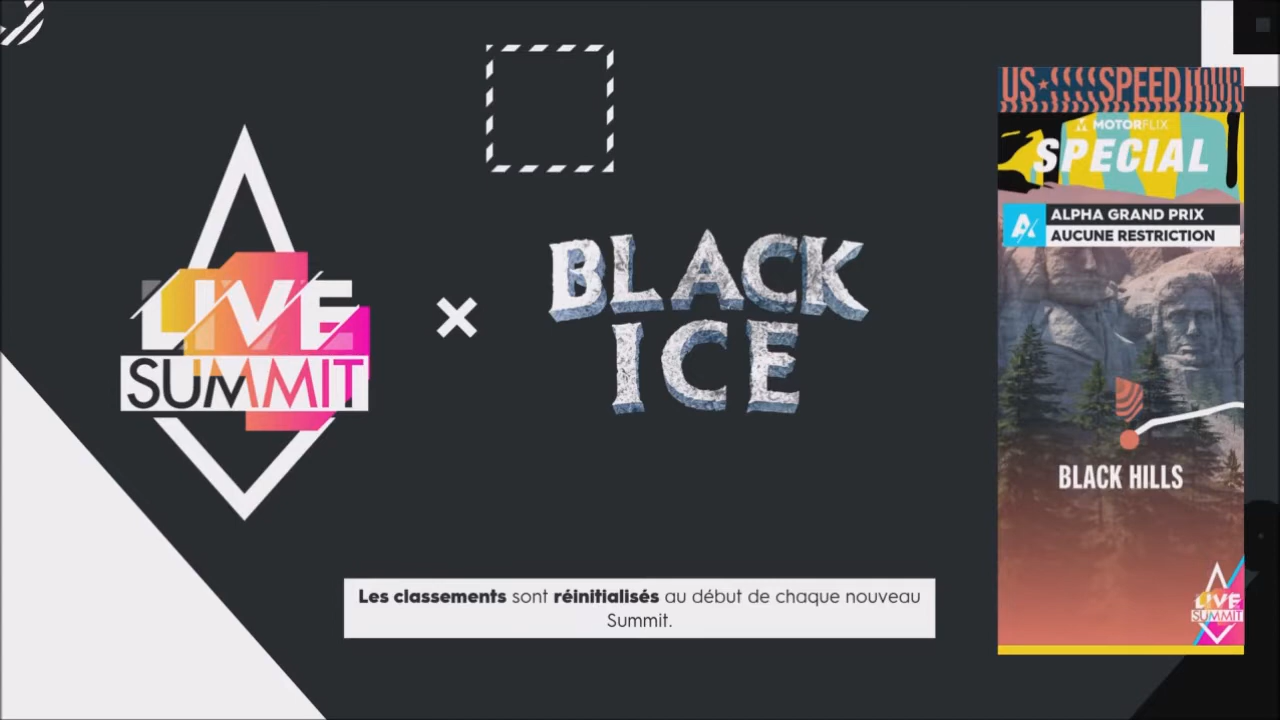 LIVE
SUMMIT
×
BLACK
ICE
Les classements sont réinitialisés au début de chaque nouveau
Summit.
US SPEED TOUR
MOTORFLIX
SPECIAL
ALPHA GRAND PRIX
AUCUNE RESTRICTION
BLACK HILLS
LIVE
SUMMIT